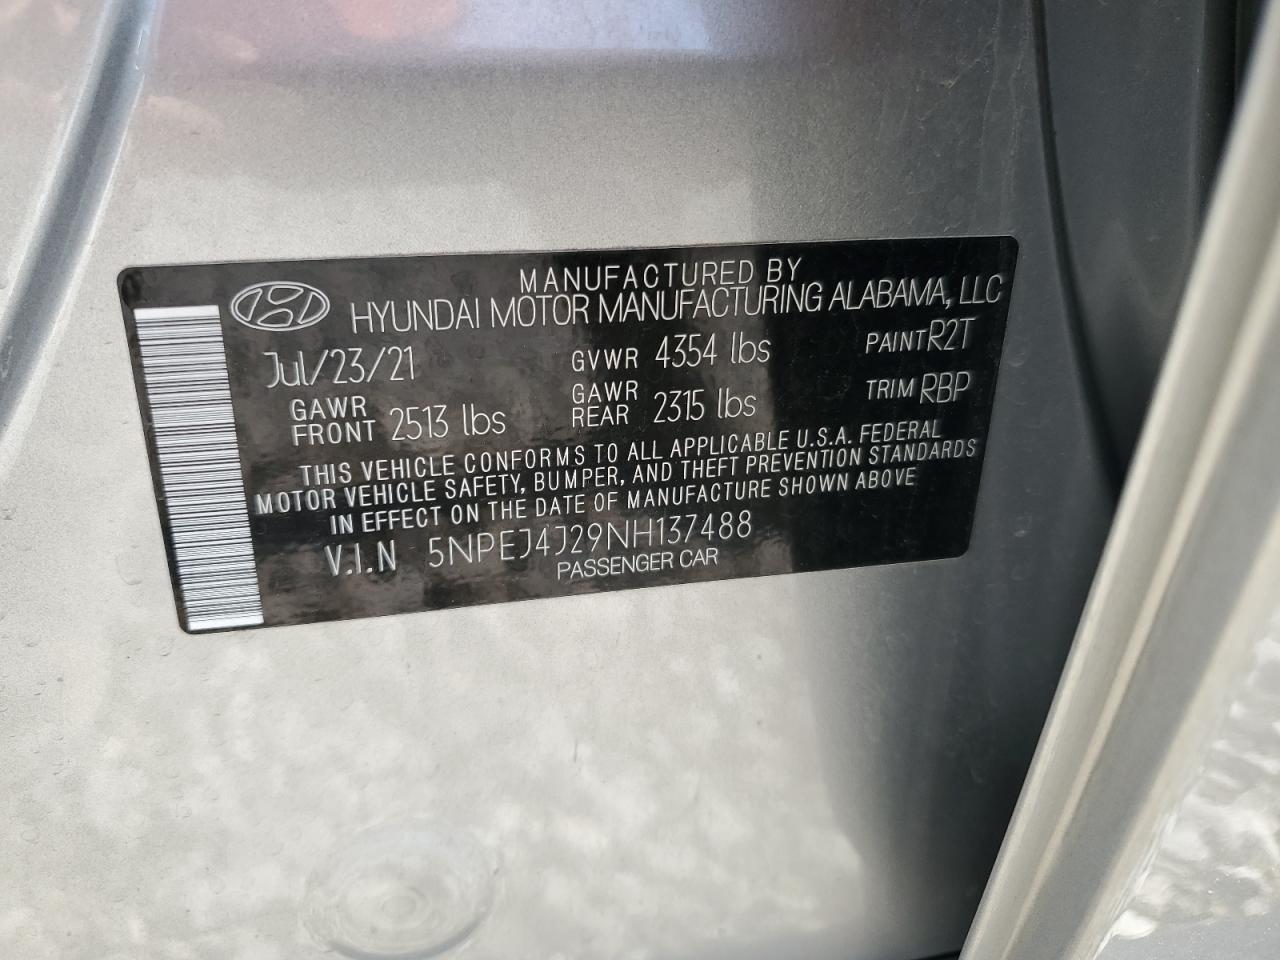 MANUFACTURED BY
HYUNDAI MOTOR MANUFACTURING ALABAMA, LLC
Jul/23/21 GVWR 4354 lbs PAINT R2T
GAWR FRONT 2513 lbs GAWR REAR 2315 lbs TRIM RBP
THIS VEHICLE CONFORMS TO ALL APPLICABLE U.S.A. FEDERAL
MOTOR VEHICLE SAFETY, BUMPER, AND THEFT PREVENTION STANDARDS
IN EFFECT ON THE DATE OF MANUFACTURE SHOWN ABOVE
V.I.N 5NPEJ4J29NH137488
PASSENGER CAR